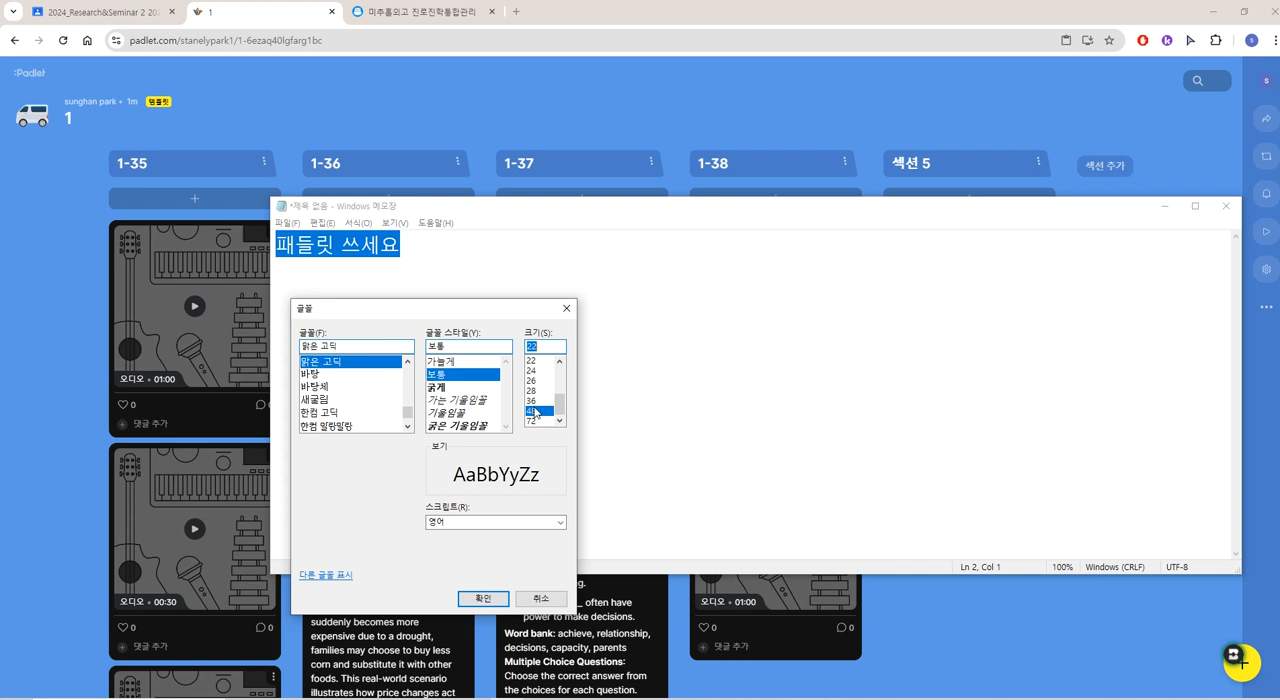 2024_Research&Seminar 2 202
1
미추홀외고 진로진학통합관리
padlet.com/stanelypark1/1-6ezaq40lgfarg1bc
:Padlet
sunghan park • 1m 템플릿
1
1-35
1-36
1-37
1-38
섹션 5
섹션 추가
*제목 없음 - Windows 메모장
파일(F) 편집(E) 서식(O) 보기(V) 도움말(H)
패들릿 쓰세요
글꼴
글꼴(F):
맑은 고딕
맑은 고딕
바탕
바탕체
새굴림
한컴 고딕
한컴 말랑말랑
글꼴 스타일(Y):
보통
가늘게
보통
굵게
가는 기울임꼴
기울임꼴
굵은 기울임꼴
크기(S):
22
22
24
26
28
36
48
72
보기
AaBbYyZz
스크립트(R):
영어
다른 글꼴 표시
확인
취소
Ln 2, Col 1
100%
Windows (CRLF)
UTF-8
오디오 • 01:00
0
댓글 추가
오디오 • 00:30
0
0
댓글 추가
suddenly becomes more
expensive due to a drought,
families may choose to buy less
corn and substitute it with other
foods. This real-world scenario
illustrates how price changes act
often have
power to make decisions.
Word bank: achieve, relationship,
decisions, capacity, parents
Multiple Choice Questions:
Choose the correct answer from
the choices for each question.
오디오 • 01:00
0
0
댓글 추가
S
S